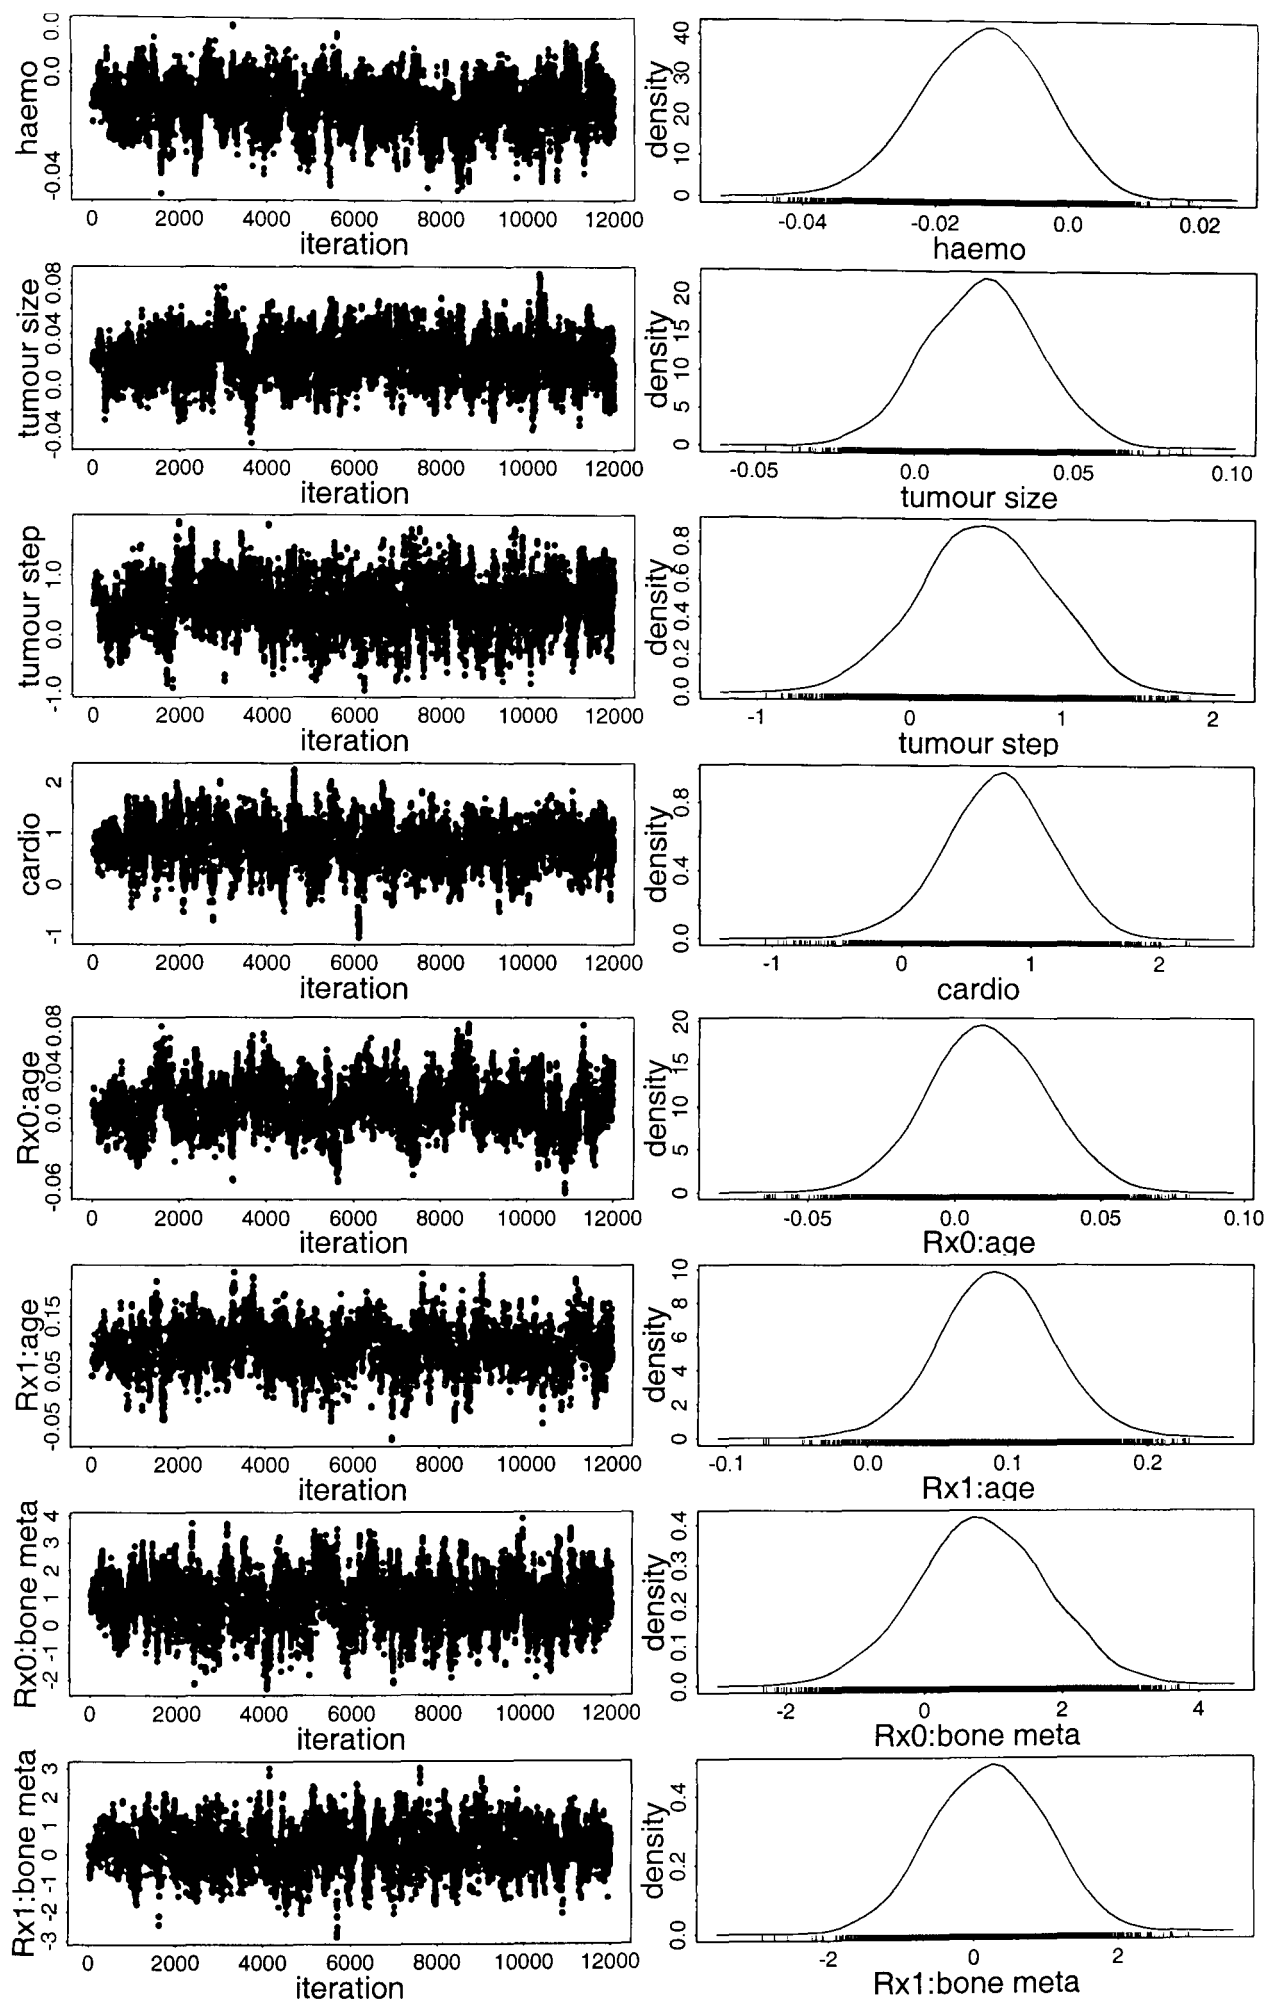 haemo
-0.04 0.0 0.0
0 2000 4000 6000 8000 10000 12000
iteration
density
0 10 20 30 40
-0.04 -0.02 0.0 0.02
haemo
tumour size
-0.04 0.0 0.04 0.08
0 2000 4000 6000 8000 10000 12000
iteration
density
0 5 10 15 20
-0.05 0.0 0.05 0.10
tumour size
tumour step
-1.0 0.0 1.0
0 2000 4000 6000 8000 10000 12000
iteration
density
0.0 0.2 0.4 0.6 0.8
-1 0 1 2
tumour step
cardio
-1 0 1 2
0 2000 4000 6000 8000 10000 12000
iteration
density
0.0 0.4 0.8
-1 0 1 2
cardio
Rx0:age
-0.06 0.0 0.04 0.08
0 2000 4000 6000 8000 10000 12000
iteration
density
0 5 10 15 20
-0.05 0.0 0.05 0.10
Rx0:age
Rx1:age
-0.05 0.05 0.15
0 2000 4000 6000 8000 10000 12000
iteration
density
0 2 4 6 8 10
-0.1 0.0 0.1 0.2
Rx1:age
Rx0:bone meta
-2 -1 0 1 2 3 4
0 2000 4000 6000 8000 10000 12000
iteration
density
0.0 0.1 0.2 0.3 0.4
-2 0 2 4
Rx0:bone meta
Rx1:bone meta
-3 -2 -1 0 1 2 3
0 2000 4000 6000 8000 10000 12000
iteration
density
0.0 0.2 0.4
-2 0 2
Rx1:bone meta